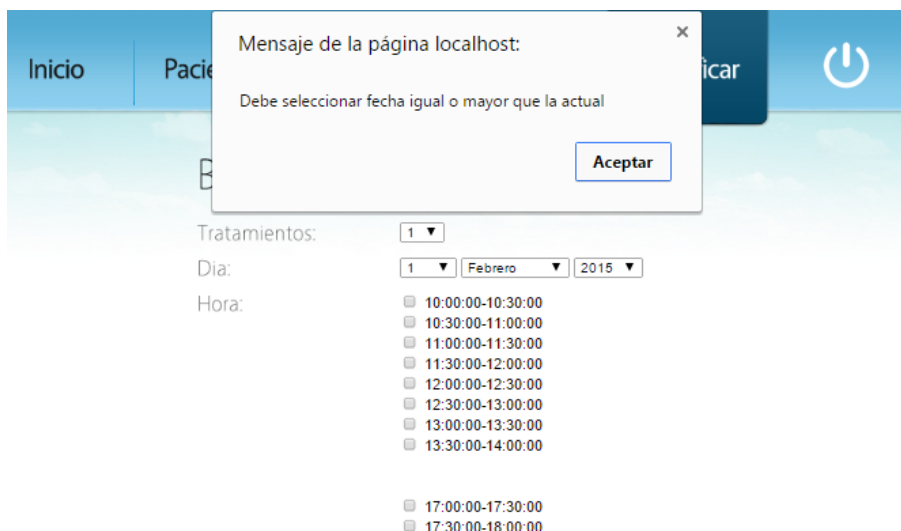 Mensaje de la página localhost:
×
Inicio
Pacie
icar
Debe seleccionar fecha igual o mayor que la actual
Aceptar
Tratamientos:
1
Dia:
1 Febrero 2015
Hora:
10:00:00-10:30:00
10:30:00-11:00:00
11:00:00-11:30:00
11:30:00-12:00:00
12:00:00-12:30:00
12:30:00-13:00:00
13:00:00-13:30:00
13:30:00-14:00:00
17:00:00-17:30:00
17:30:00-18:00:00